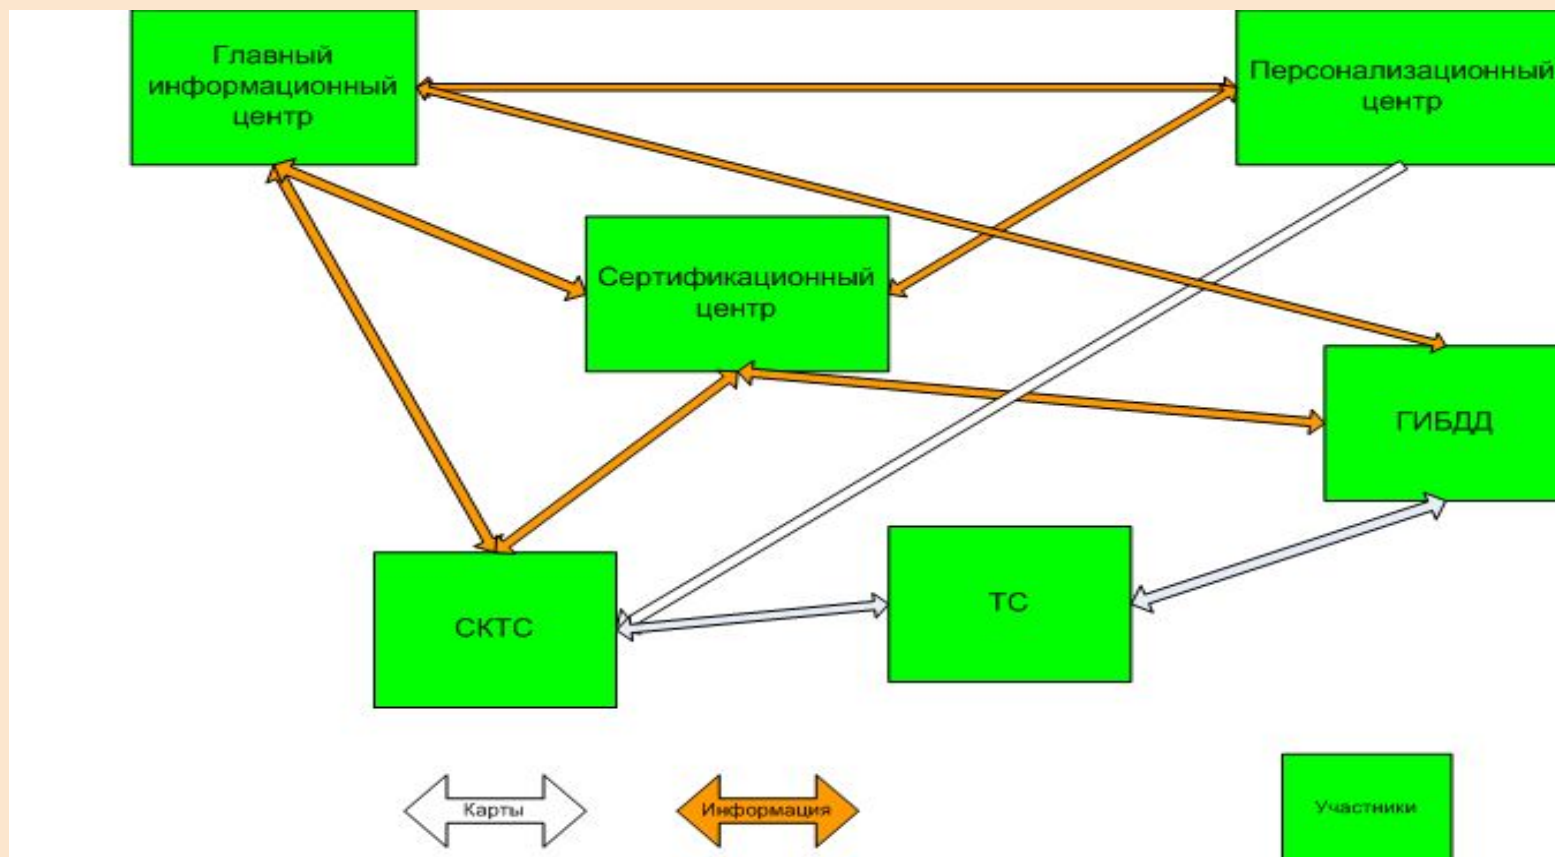 Главный
информационный
центр
Персонализационный
центр
Сертификационный
центр
ГИБДД
ТС
СКТС
Карты
Информация
Участники